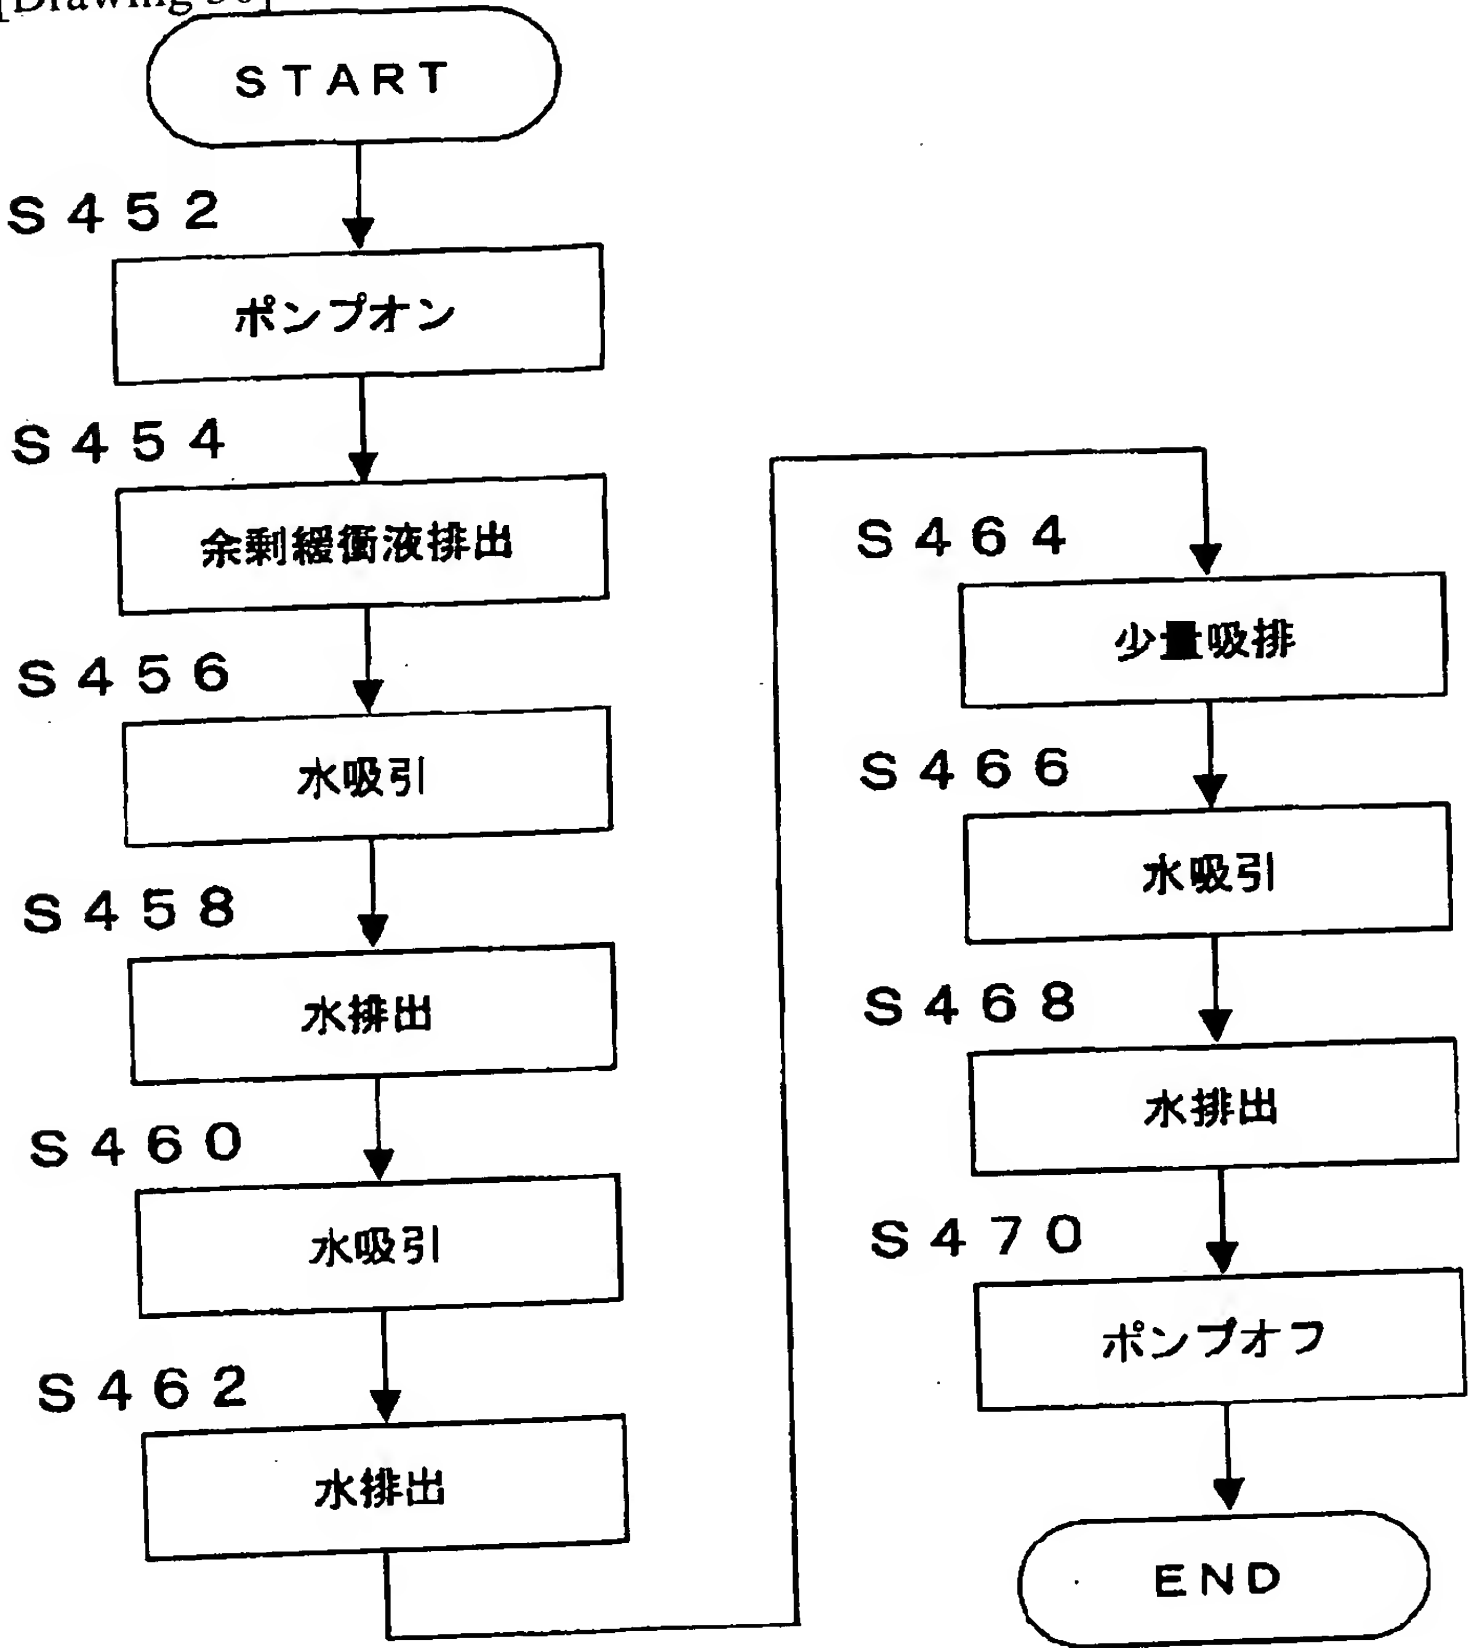 [Drawing
START
S452
ポンプオン
S454
余剰緩衝液排出
S456
水吸引
S458
水排出
S460
水吸引
S462
水排出
S464
少量吸排
S466
水吸引
S468
水排出
S470
ポンプオフ
END